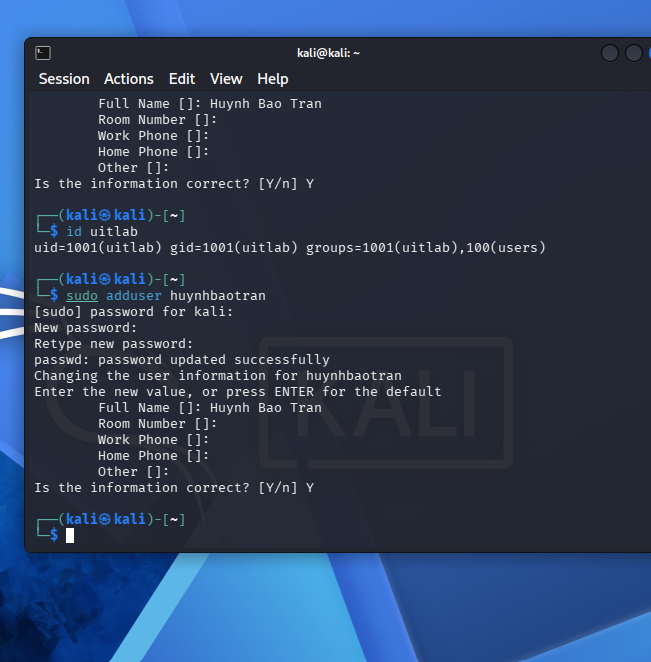 kali@kali: ~
Session Actions Edit View Help
Full Name []: Huynh Bao Tran
Room Number []:
Work Phone []:
Home Phone []:
Other []:
Is the information correct? [Y/n] Y
┌──(kali㉿kali)-[~]
└─$ id uitlab
uid=1001(uitlab) gid=1001(uitlab) groups=1001(uitlab),100(users)
┌──(kali㉿kali)-[~]
└─$ sudo adduser huynhbaotran
[sudo] password for kali:
New password:
Retype new password:
passwd: password updated successfully
Changing the user information for huynhbaotran
Enter the new value, or press ENTER for the default
Full Name []: Huynh Bao Tran
Room Number []:
Work Phone []:
Home Phone []:
Other []:
Is the information correct? [Y/n] Y
┌──(kali㉿kali)-[~]
└─$
KALI